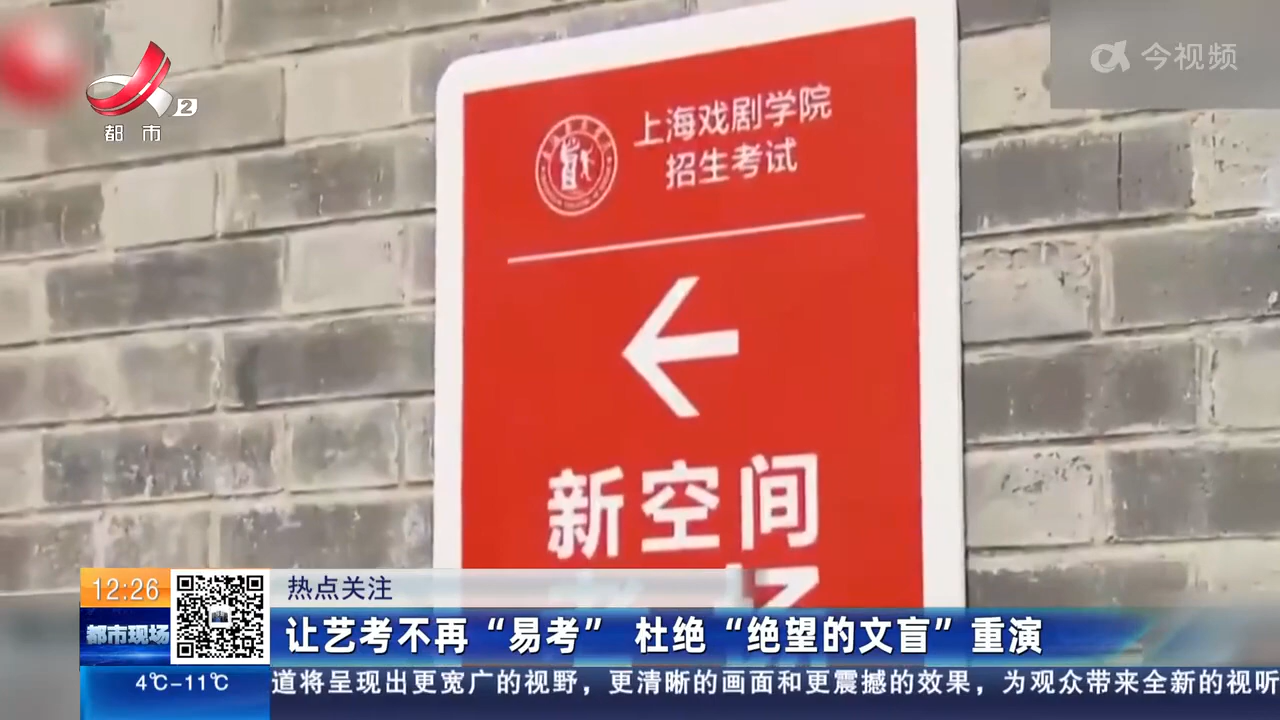 2
都市
今视频
上海戏剧学院
招生考试
新空间
12:26
热点关注
都市现场
让艺考不再“易考” 杜绝“绝望的文盲”重演
4℃-11℃
道将呈现出更宽广的视野，更清晰的画面和更震撼的效果，为观众带来全新的视听